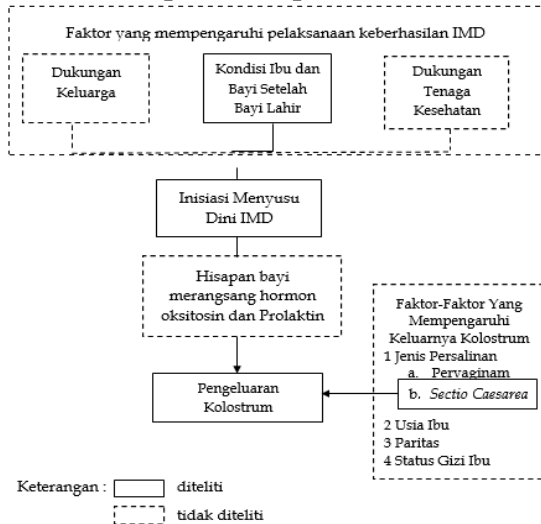 Faktor yang mempengaruhi pelaksanaan keberhasilan IMD
Dukungan
Keluarga
Kondisi Ibu dan
Bayi Setelah
Bayi Lahir
Dukungan
Tenaga
Kesehatan
Inisiasi Menyusu
Dini IMD
Hisapan bayi
merangsang hormon
oksitosin dan Prolaktin
Pengeluaran
Kolostrum
Faktor-Faktor Yang
Mempengaruhi
Keluarnya Kolostrum
1 Jenis Persalinan
a. Pervaginam
b. Sectio Caesarea
2 Usia Ibu
3 Paritas
4 Status Gizi Ibu
Keterangan :
diteliti
tidak diteliti